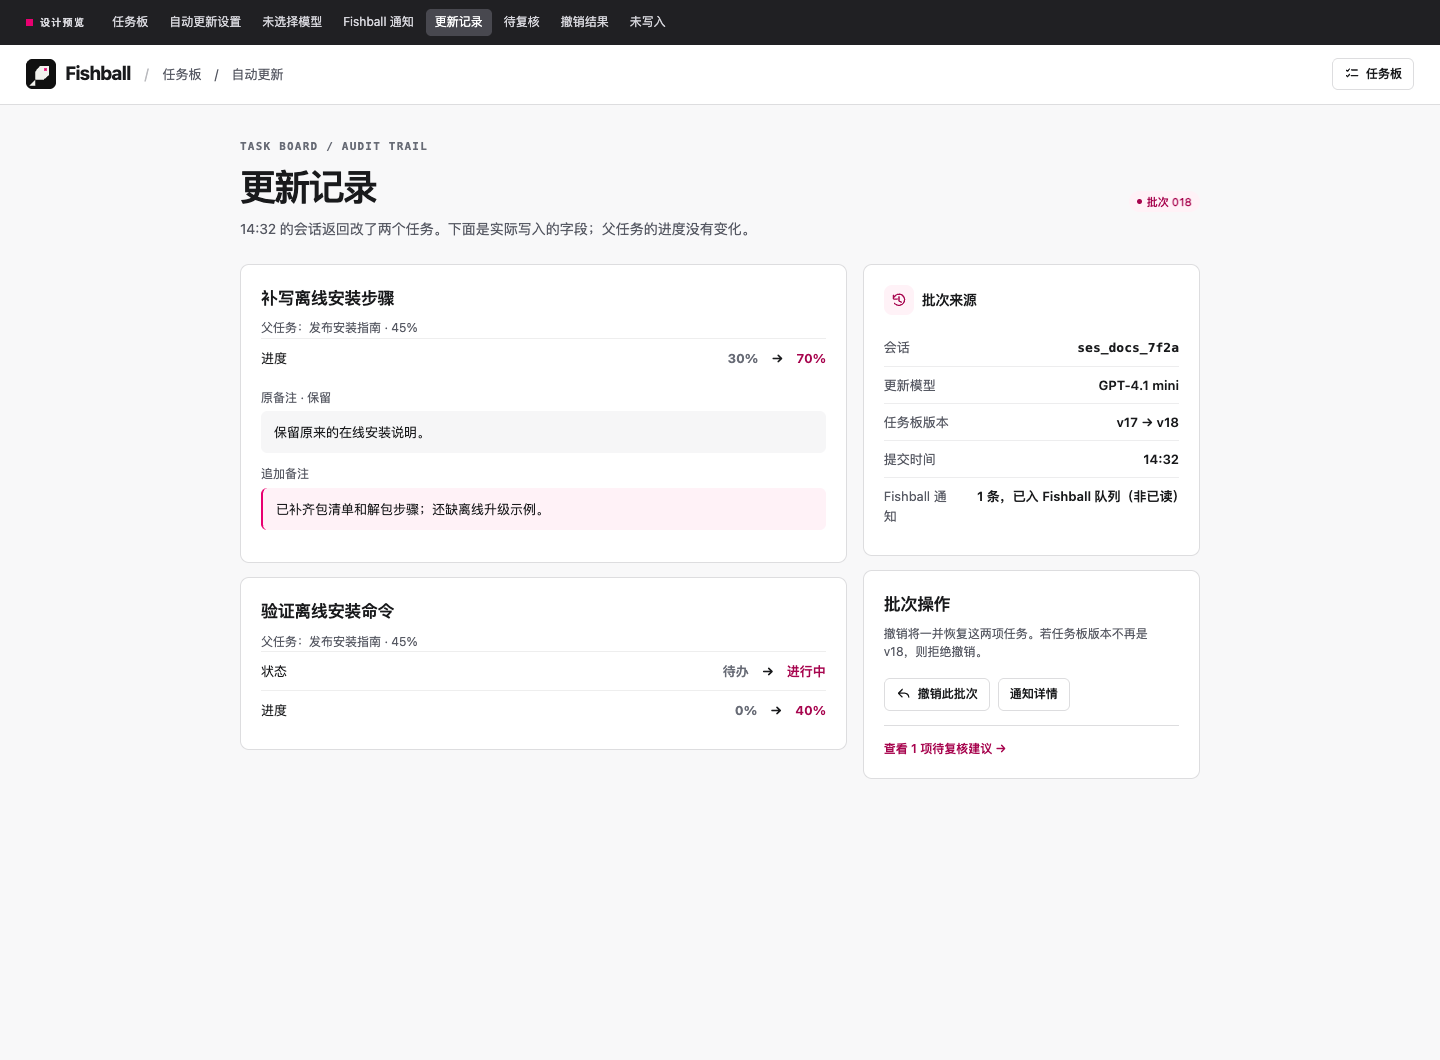 设计预览 任务板 自动更新设置 未选择模型 Fishball 通知 更新记录 待复核 撤销结果 未写入
Fishball / 任务板 / 自动更新
任务板
TASK BOARD / AUDIT TRAIL
更新记录
批次 018
14:32 的会话返回改了两个任务。下面是实际写入的字段；父任务的进度没有变化。
补写离线安装步骤
父任务：发布安装指南 · 45%
进度 30% → 70%
原备注 · 保留
保留原来的在线安装说明。
追加备注
已补齐包清单和解包步骤；还缺离线升级示例。
验证离线安装命令
父任务：发布安装指南 · 45%
状态 待办 → 进行中
进度 0% → 40%
批次来源
会话 ses_docs_7f2a
更新模型 GPT-4.1 mini
任务板版本 v17 → v18
提交时间 14:32
Fishball 通知 1 条，已入 Fishball 队列（非已读）
批次操作
撤销将一并恢复这两项任务。若任务板版本不再是
v18，则拒绝撤销。
撤销此批次 通知详情
查看 1 项待复核建议 →